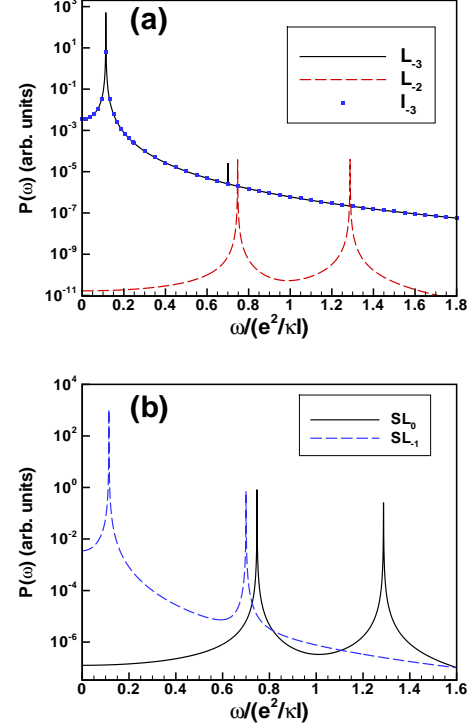 (a)
P(ω) (arb. units)
10³
10¹
10⁻¹
10⁻³
10⁻⁵
10⁻⁷
10⁻⁹
10⁻¹¹
L₋₃
L₋₂
I₋₃
0 0.2 0.4 0.6 0.8 1 1.2 1.4 1.6 1.8
ω/(e²/κl)
(b)
P(ω) (arb. units)
10⁴
10²
10⁰
10⁻²
10⁻⁴
10⁻⁶
SL₀
SL₋₁
0 0.2 0.4 0.6 0.8 1 1.2 1.4 1.6
ω/(e²/κl)